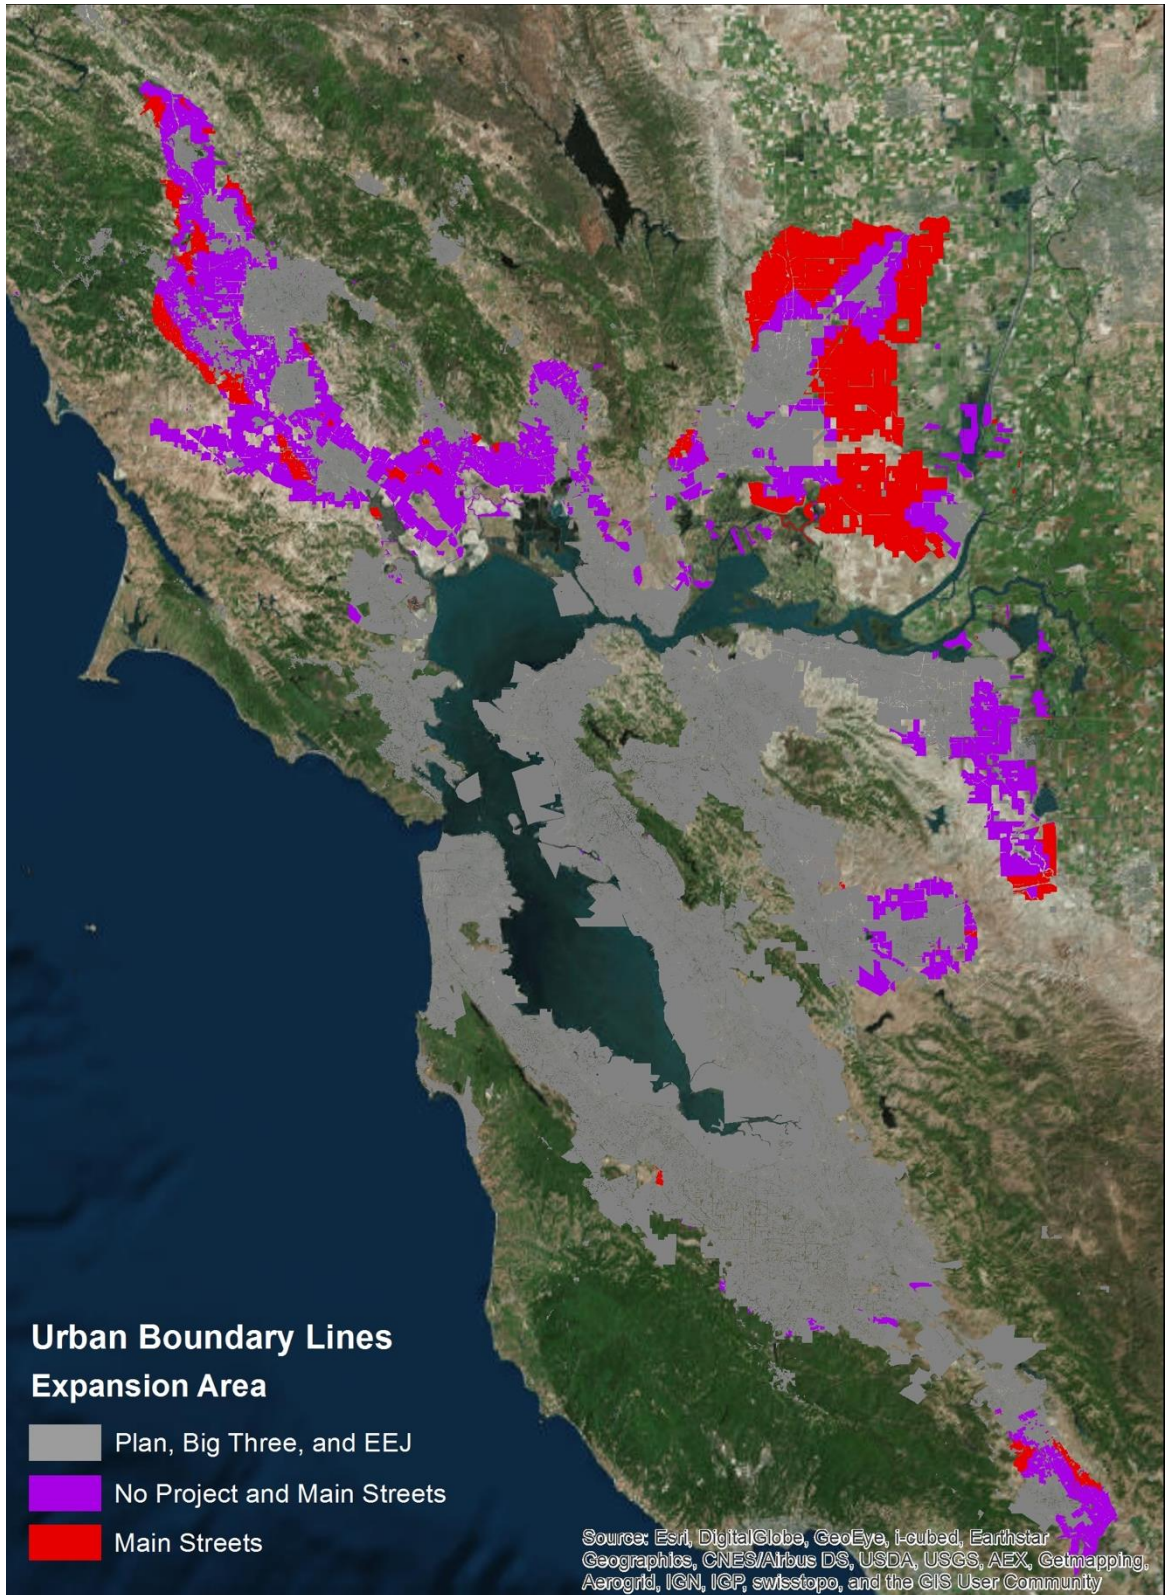 Urban Boundary Lines
Expansion Area
Plan, Big Three, and EEJ
No Project and Main Streets
Main Streets
Source: Esri, DigitalGlobe, GeoEye, i-cubed, Earthstar
Geographics, CNES/Airbus DS, USDA, USGS, AEX, Getmapping,
Aerogrid, IGN, IGP, swisstopo, and the GIS User Community